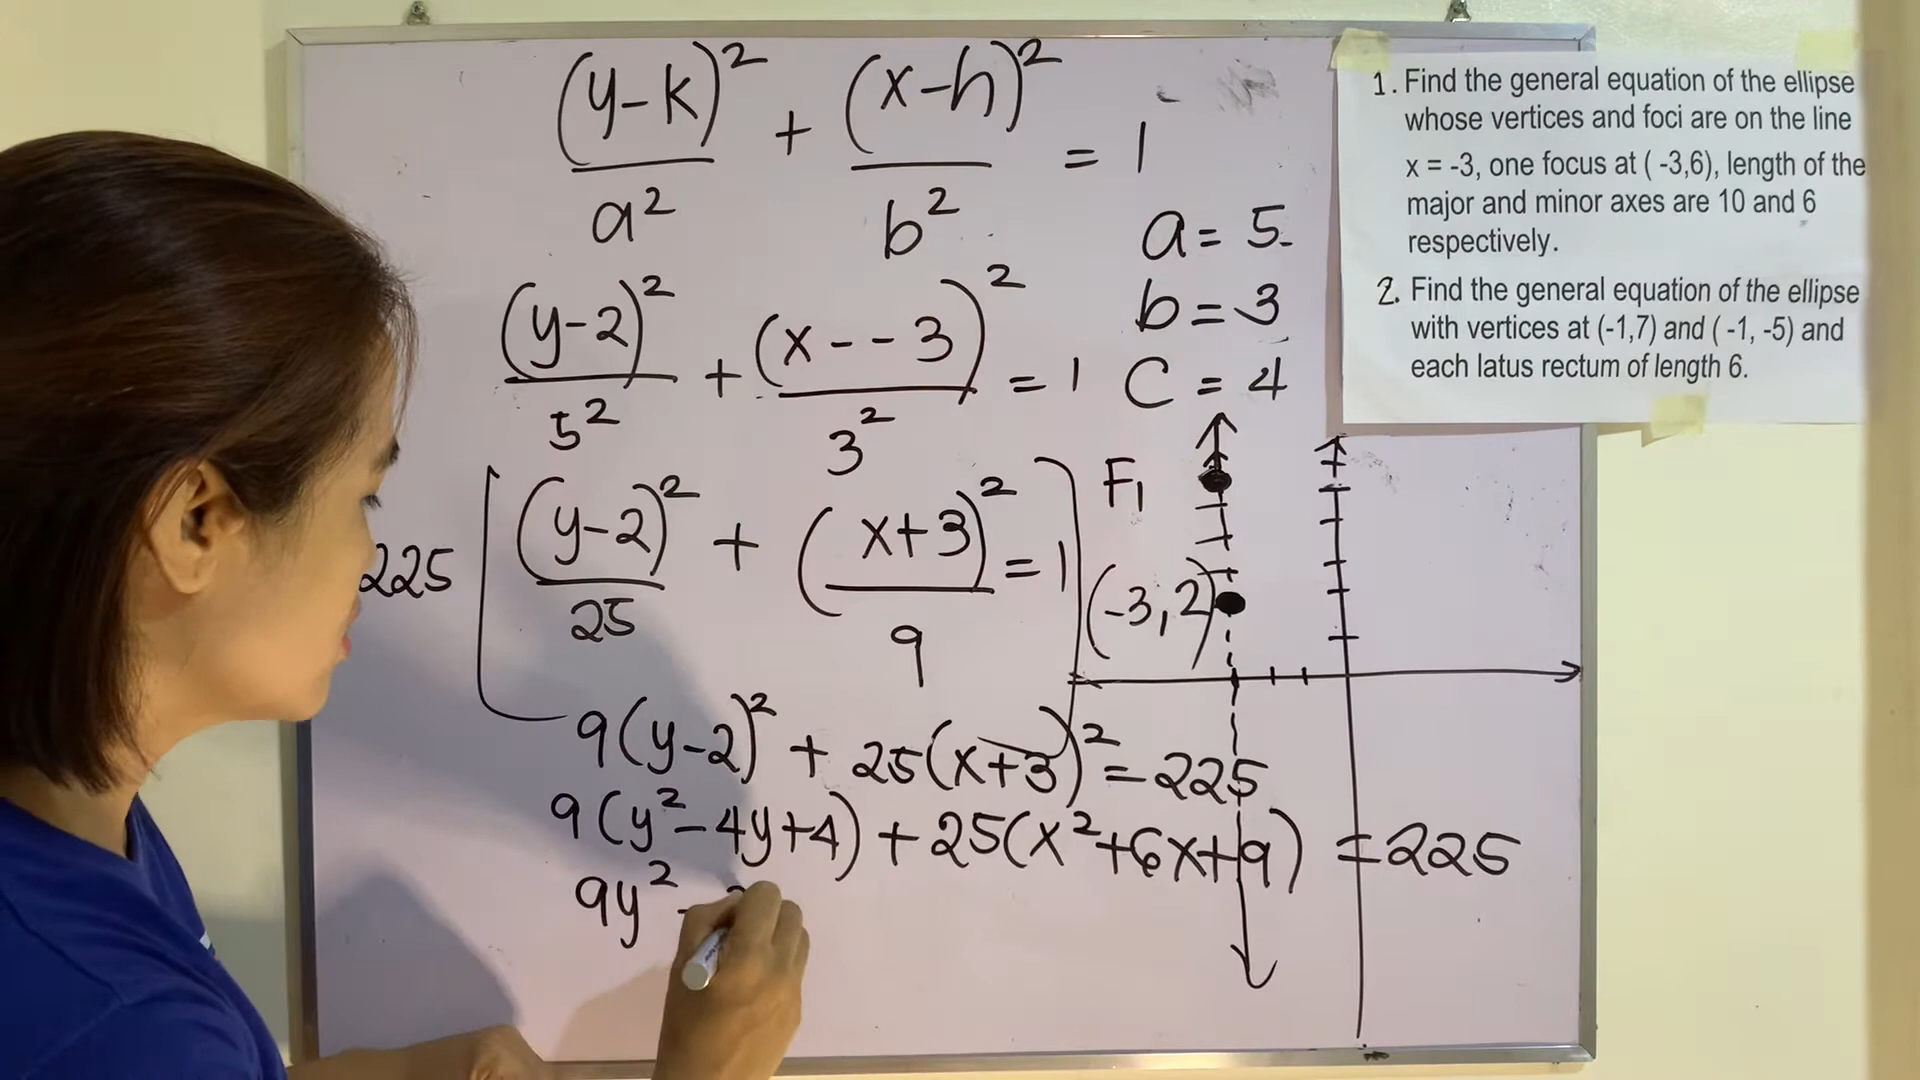 (y-k)² / a² + (x-h)² / b² = 1
a = 5
b = 3
c = 4
(y-2)² / 5² + (x--3)² / 3² = 1
225 [ (y-2)² / 25 + (x+3)² / 9 = 1 ]
F₁
(-3,2)
9(y-2)² + 25(x+3)² = 225
9(y²-4y+4) + 25(x²+6x+9) = 225
9y² -
1. Find the general equation of the ellipse
whose vertices and foci are on the line
x = -3, one focus at ( -3,6), length of the
major and minor axes are 10 and 6
respectively.
2. Find the general equation of the ellipse
with vertices at (-1,7) and ( -1, -5) and
each latus rectum of length 6.